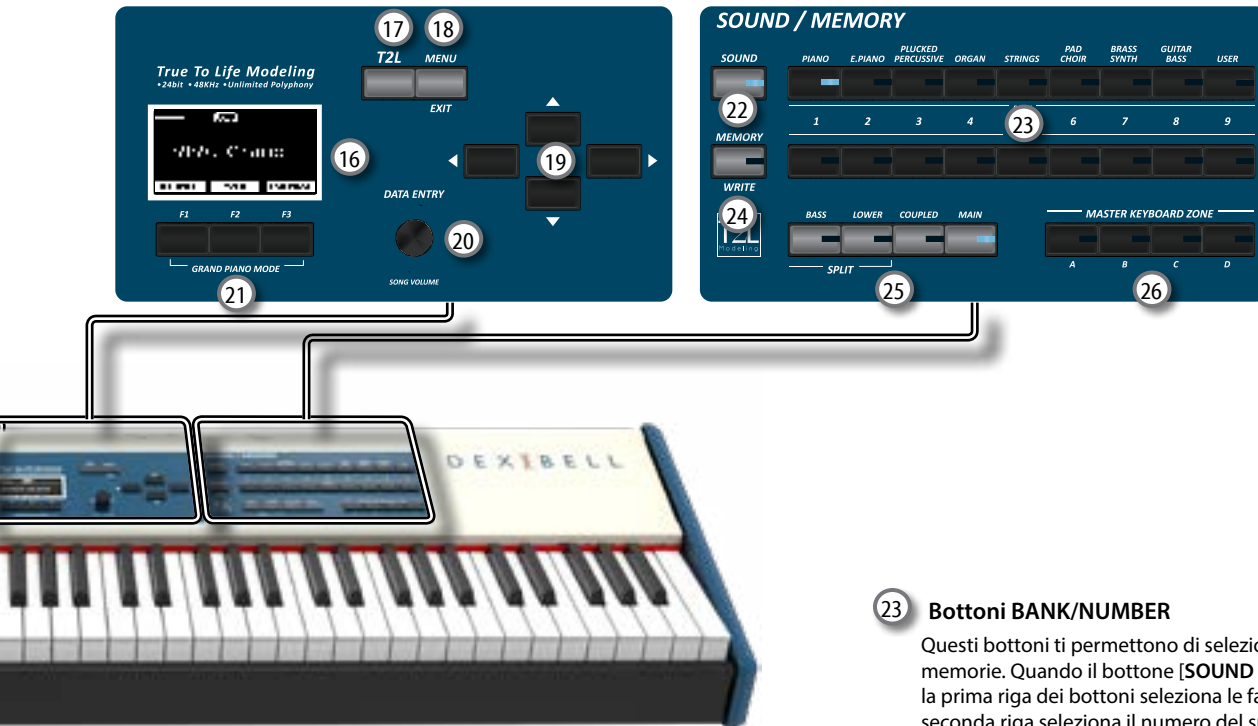 17 18
T2L MENU
True To Life Modeling
•24bit •48KHz •Unlimited Polyphony
EXIT
16
19
DATA ENTRY
F1 F2 F3
20
GRAND PIANO MODE
SONG VOLUME
21
SOUND / MEMORY
SOUND PIANO E.PIANO PLUCKED PERCUSSIVE ORGAN STRINGS PAD CHOIR BRASS SYNTH GUITAR BASS USER
22
1 2 3 4 23 6 7 8 9
MEMORY
WRITE
24
T2L
Modeling
BASS LOWER COUPLED MAIN
MASTER KEYBOARD ZONE
SPLIT
A B C D
25 26
DEXIBELL
23 Bottoni BANK/NUMBER
Questi bottoni ti permettono di
memorie. Quando il bottone [SOUND
la prima riga dei bottoni seleziona le
seconda riga seleziona il numero del